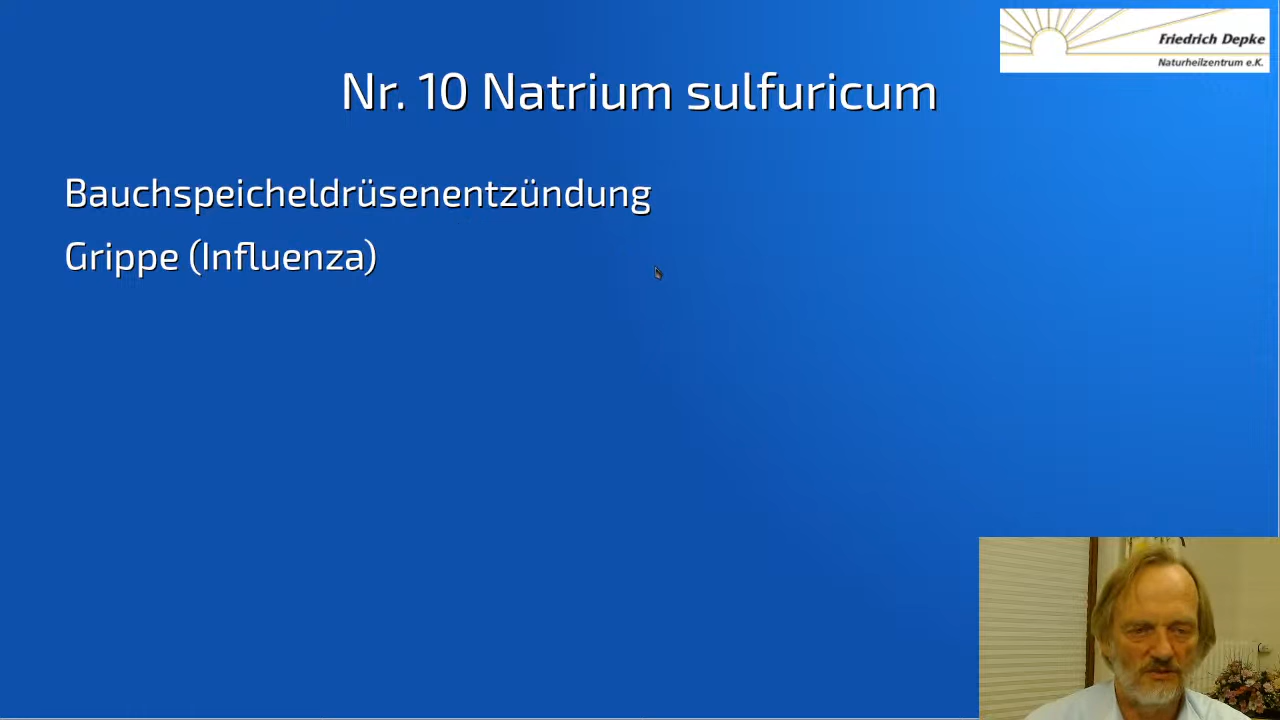 Friedrich Depke
Naturheilzentrum e.K.
Nr. 10 Natrium sulfuricum
Bauchspeicheldrüsenentzündung
Grippe (Influenza)